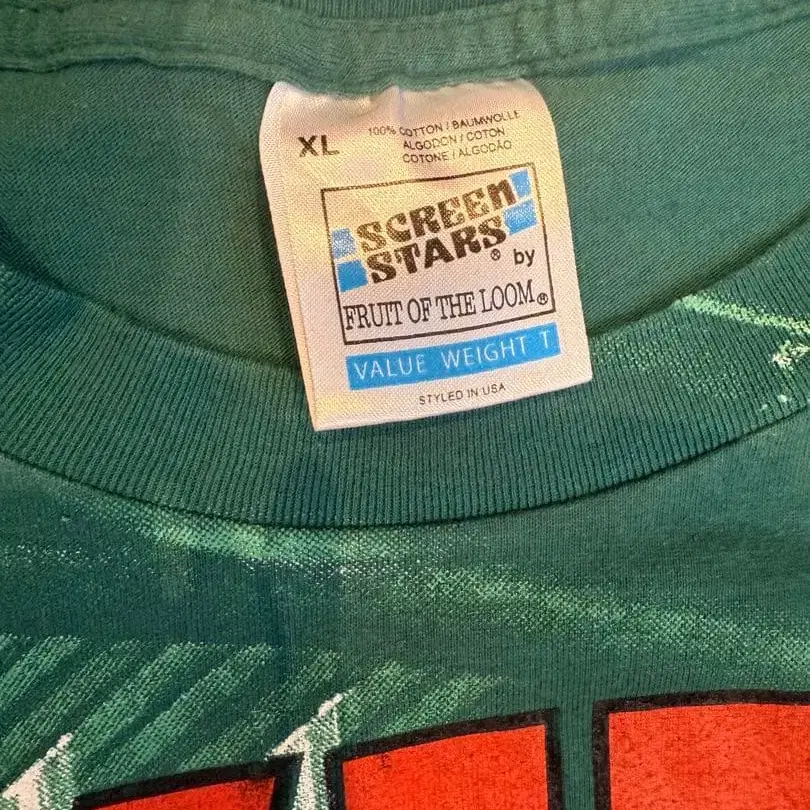 XL
100% COTTON / BAUMWOLLE
ALGODON / COTON
COTONE / ALGODÃO
SCREEN
STARS® by
FRUIT OF THE LOOM®
VALUE WEIGHT T
STYLED IN USA